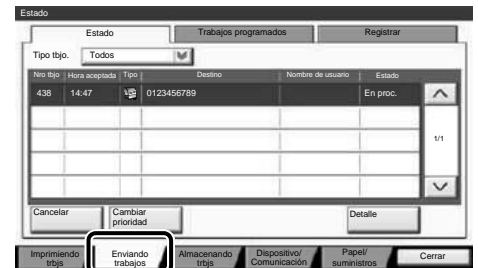 Estado
Estado Trabajos programados Registrar
Tipo tbjo. Todos
Nro tbjo Hora aceptada Tipo Destino Nombre de usuario Estado
438 14:47 0123456789 En proc.
1/1
Cancelar Cambiar prioridad Detalle
Imprimiendo trbjs Enviando trabajos Almacenando trbjs Dispositivo/ Comunicación Papel/ suministros Cerrar